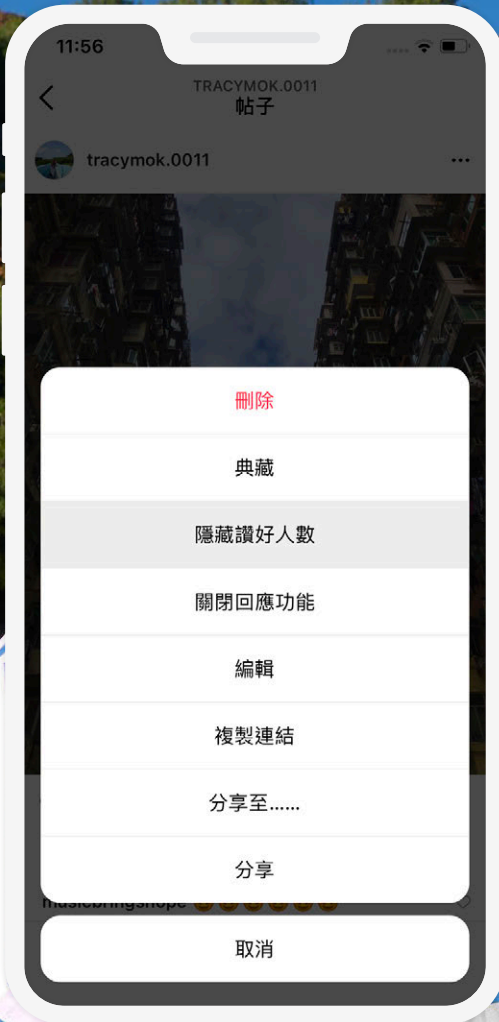 11:56
TRACYMOK.0011
帖子
tracymok.0011
刪除
典藏
隱藏讚好人數
關閉回應功能
編輯
複製連結
分享至......
分享
musicbringshope 
取消